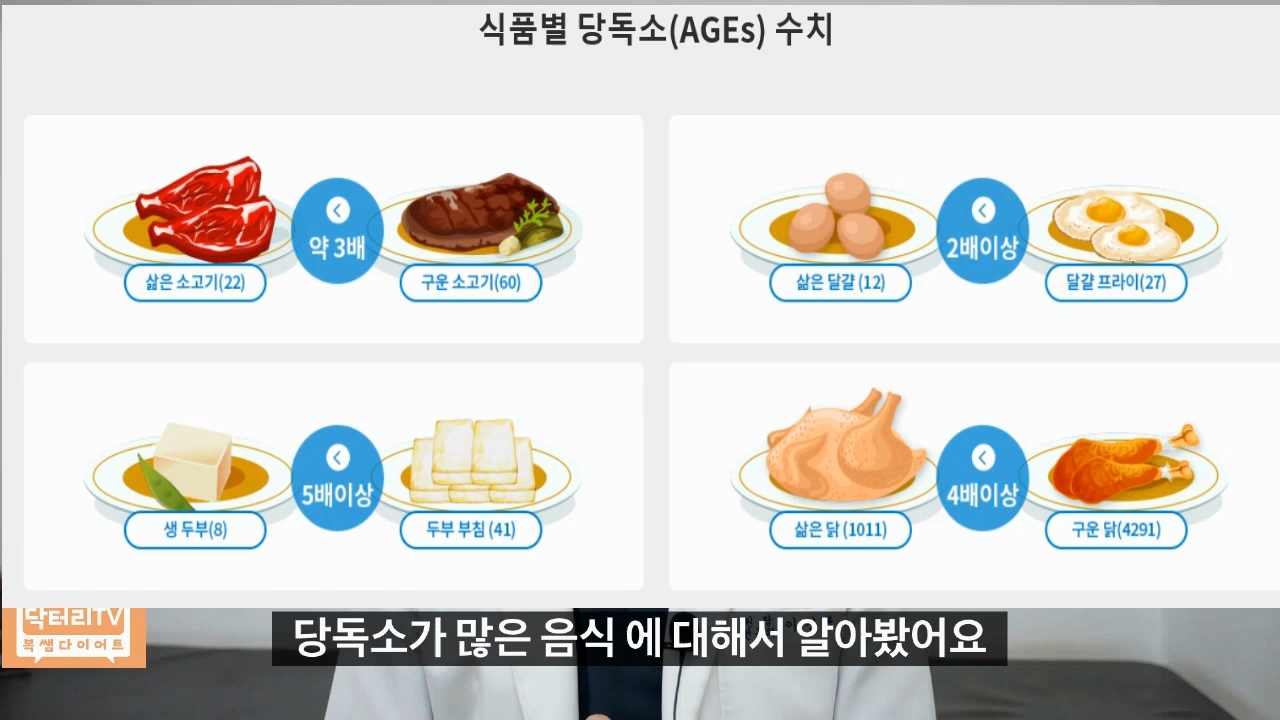 식품별 당독소(AGEs) 수치
약 3배
삶은 소고기(22)
구운 소고기(60)
2배이상
삶은 달걀 (12)
달걀 프라이(27)
5배이상
생 두부(8)
두부 부침 (41)
4배이상
삶은 닭 (1011)
구운 닭(4291)
닥터리TV
복쌤다이어트
당독소가 많은 음식 에 대해서 알아봤어요